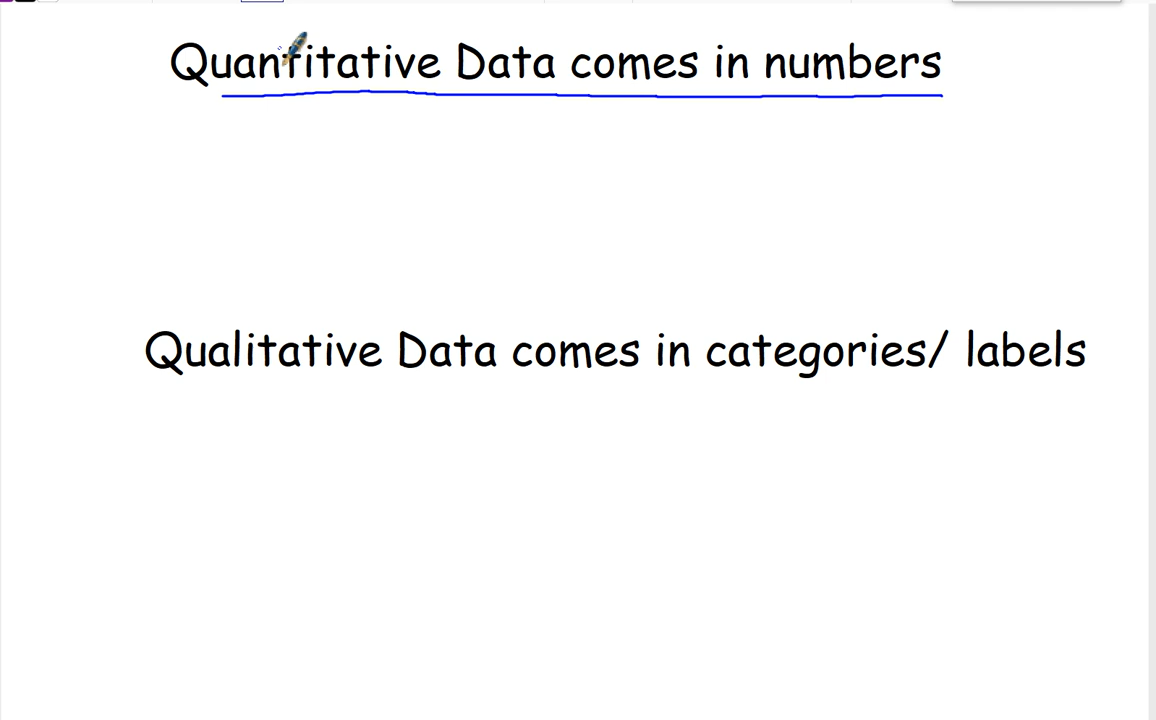 Quantitative Data comes in numbers
Qualitative Data comes in categories/ labels